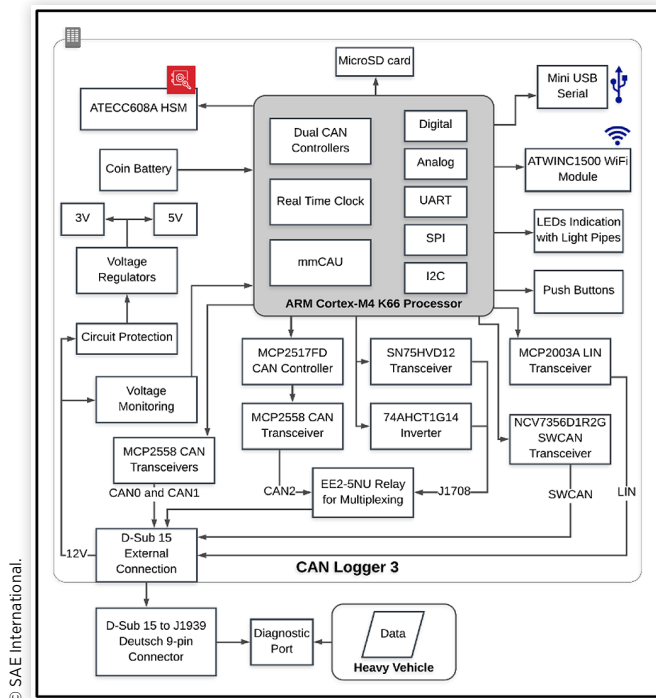 MicroSD card
Mini USB
Serial
ATECC608A HSM
Dual CAN
Controllers
Digital
Coin Battery
Analog
ATWINC1500 WiFi
Module
Real Time Clock
UART
3V
5V
LEDs Indication
with Light Pipes
SPI
Voltage
Regulators
mmCAU
I2C
Push Buttons
ARM Cortex-M4 K66 Processor
Circuit Protection
MCP2517FD
CAN Controller
SN75HVD12
Transceiver
MCP2003A LIN
Transceiver
Voltage
Monitoring
MCP2558 CAN
Transceiver
74AHCT1G14
Inverter
NCV7356D1R2G
SWCAN
Transceiver
MCP2558 CAN
Transceivers
CAN0 and CAN1
CAN2
EE2-5NU Relay
for Multiplexing
J1708
SWCAN
LIN
12V
D-Sub 15
External
Connection
CAN Logger 3
D-Sub 15 to J1939
Deutsch 9-pin
Connector
Diagnostic
Port
Data
Heavy Vehicle
© SAE International.